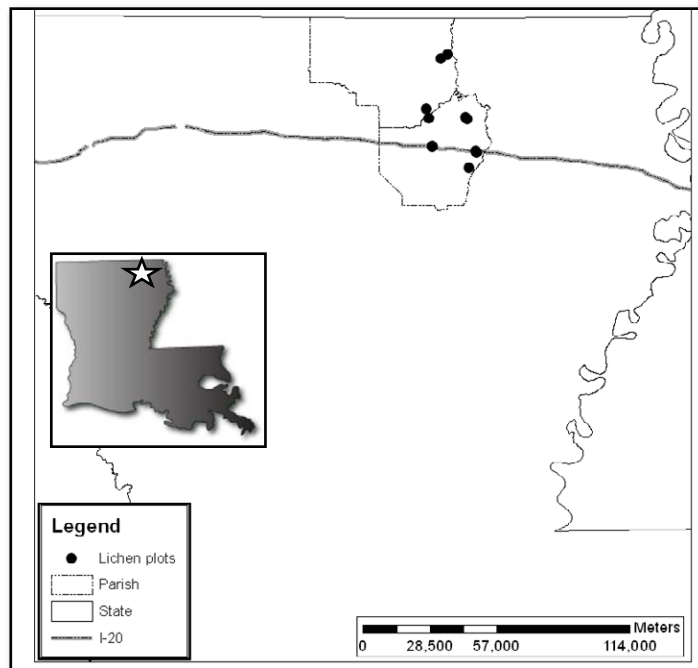 Legend
Lichen plots
Parish
State
I-20
Meters
0 28,500 57,000 114,000